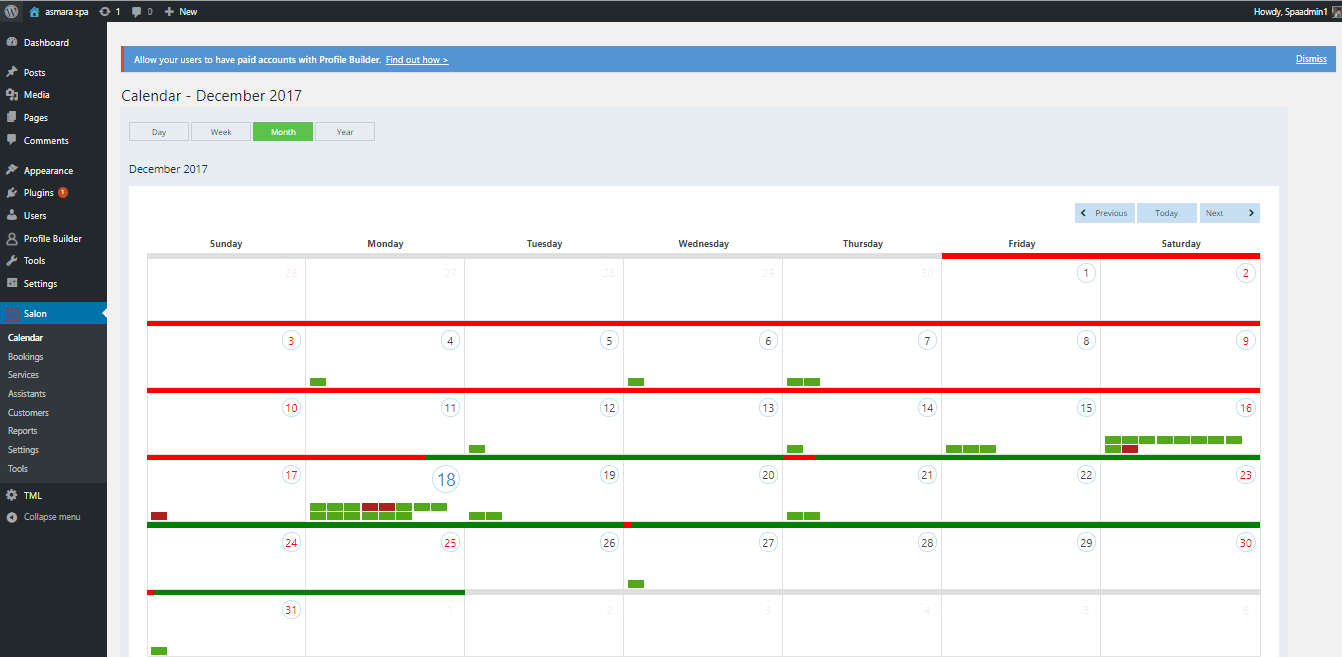 asmara spa 1 0 New Howdy, Spaadmin1
Dashboard
Posts
Media
Pages
Comments
Appearance
Plugins 1
Users
Profile Builder
Tools
Settings
Salon
Calendar
Bookings
Services
Assistants
Customers
Reports
Settings
Tools
TML
Collapse menu
Allow your users to have paid accounts with Profile Builder. Find out how > Dismiss
Calendar - December 2017
Day Week Month Year
December 2017
Previous Today Next
Sunday Monday Tuesday Wednesday Thursday Friday Saturday
26 27 28 29 30 1 2
3 4 5 6 7 8 9
10 11 12 13 14 15 16
17 18 19 20 21 22 23
24 25 26 27 28 29 30
31 1 2 3 4 5 6